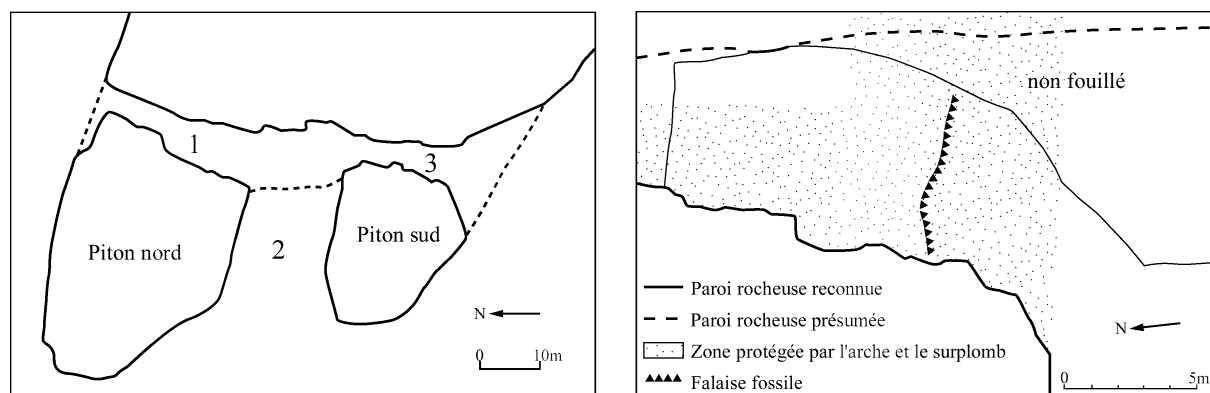 1
3
Piton nord
2
Piton sud
N
0 10m
non fouillé
Paroi rocheuse reconnue
Paroi rocheuse présumée
Zone protégée par l'arche et le surplomb
Falaise fossile
N
0 5m